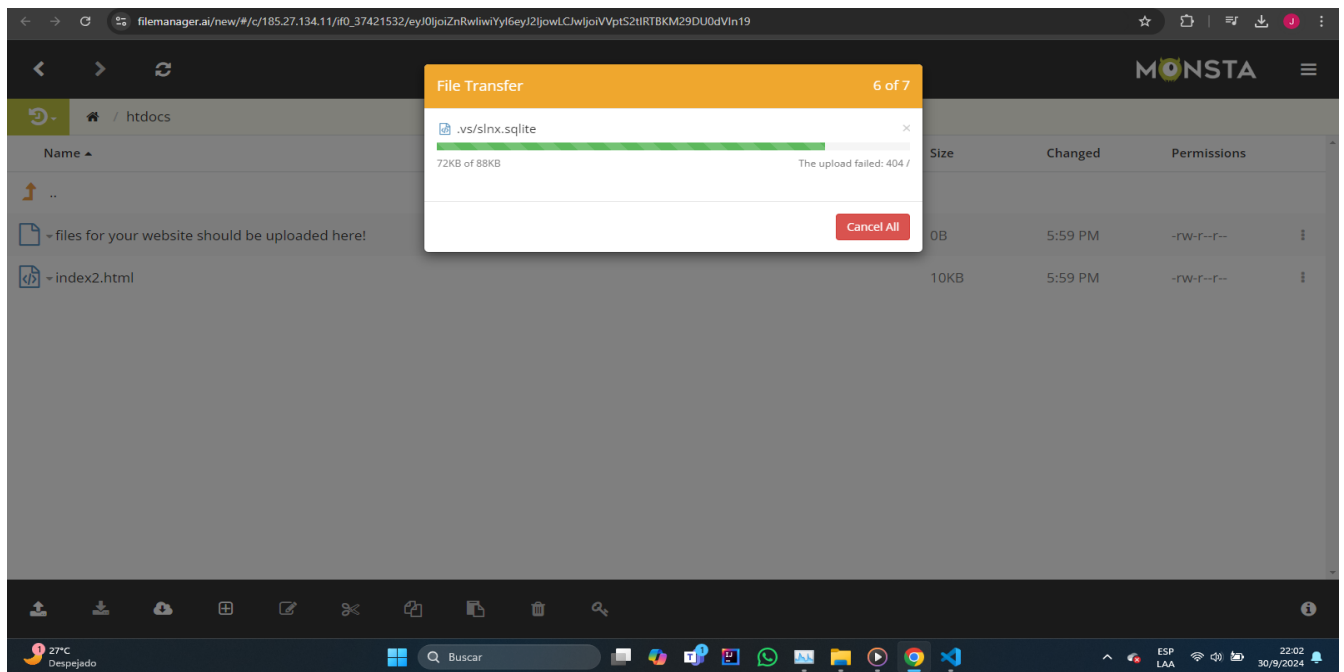 filemanager.ai/new/#/c/185.27.134.11/if0_37421532/eyJ0IjoiZnRwIiwiYyI6eyJ2IjowLCJwIjoiVVptS2tIRTBKM29DU0dVIn19
J
MONSTA
File Transfer 6 of 7
/ htdocs
.vs/slnx.sqlite
72KB of 88KB The upload failed: 404 /
Name Size Changed Permissions
..
Cancel All
files for your website should be uploaded here! 0B 5:59 PM -rw-r--r--
index2.html 10KB 5:59 PM -rw-r--r--
1
27°C
Despejado
Buscar
ESP
LAA
22:02
30/9/2024